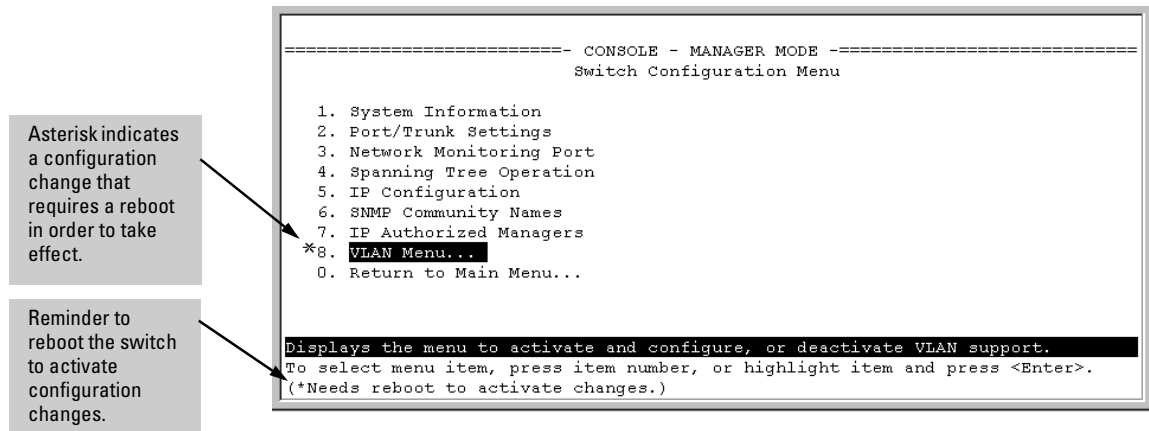 ==========================- CONSOLE - MANAGER MODE -============================
Switch Configuration Menu
1. System Information
2. Port/Trunk Settings
3. Network Monitoring Port
4. Spanning Tree Operation
5. IP Configuration
6. SNMP Community Names
7. IP Authorized Managers
*8. VLAN Menu...
0. Return to Main Menu...
Displays the menu to activate and configure, or deactivate VLAN support.
To select menu item, press item number, or highlight item and press <Enter>.
(*Needs reboot to activate changes.)
Asterisk indicates
a configuration
change that
requires a reboot
in order to take
effect.
Reminder to
reboot the switch
to activate
configuration
changes.